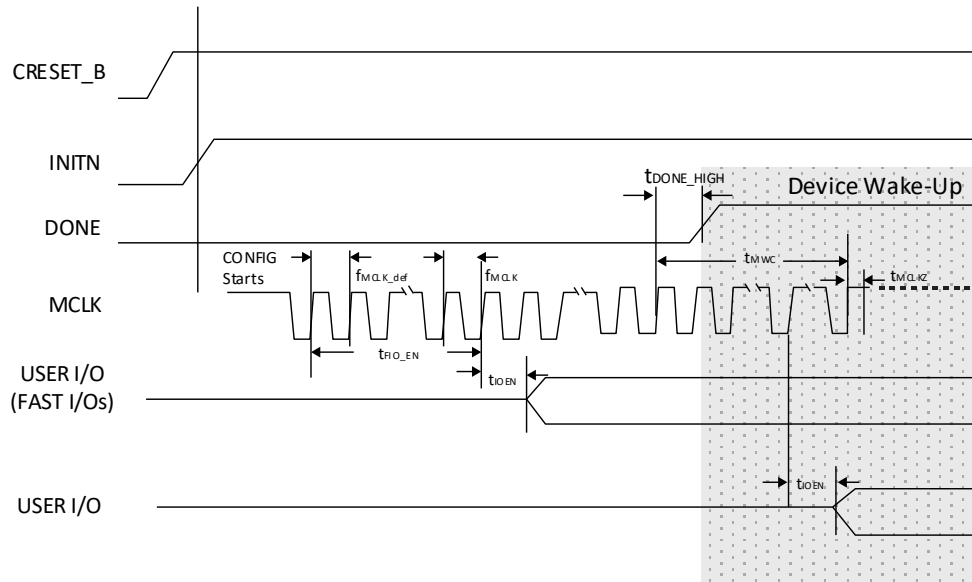 CRESET_B
INITN
tDONE_HIGH
Device Wake-Up
DONE
CONFIG
Starts
fMCLK_def
fMCLK
tMWC
tMCLKZ
MCLK
tFIO_EN
USER I/O
(FAST I/Os)
tIOEN
USER I/O
tIOEN